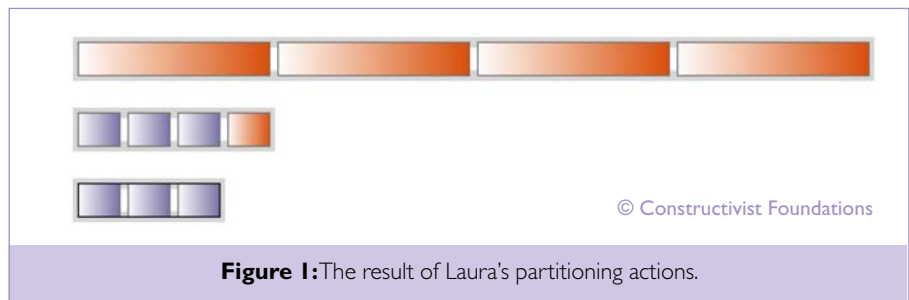 © Constructivist Foundations
Figure 1: The result of Laura's partitioning actions.